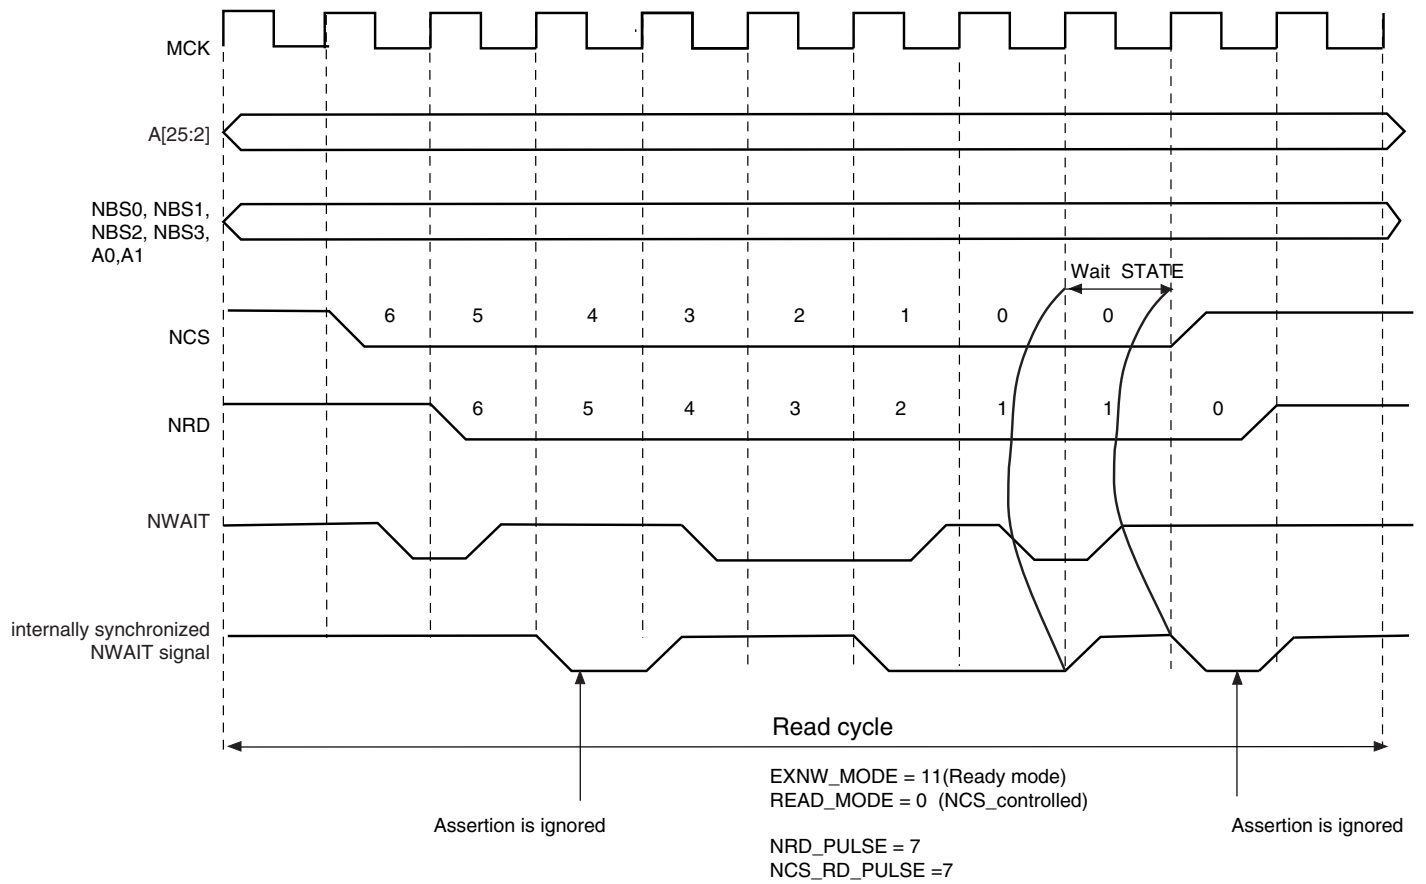 MCK
A[25:2]
NBS0, NBS1,
NBS2, NBS3,
A0,A1
Wait STATE
NCS
6 5 4 3 2 1 0 0
NRD
6 5 4 3 2 1 1 0
NWAIT
internally synchronized
NWAIT signal
Read cycle
EXNW_MODE = 11(Ready mode)
READ_MODE = 0 (NCS_controlled)
Assertion is ignored
Assertion is ignored
NRD_PULSE = 7
NCS_RD_PULSE =7